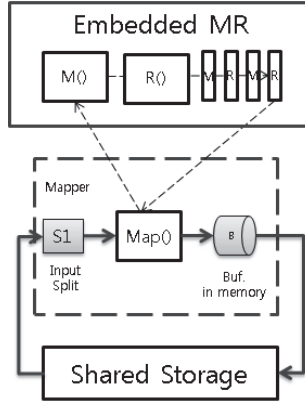 Embedded MR
M() R() M R M R
Mapper
S1 Map() B
Input
Split
Buf.
in memory
Shared Storage